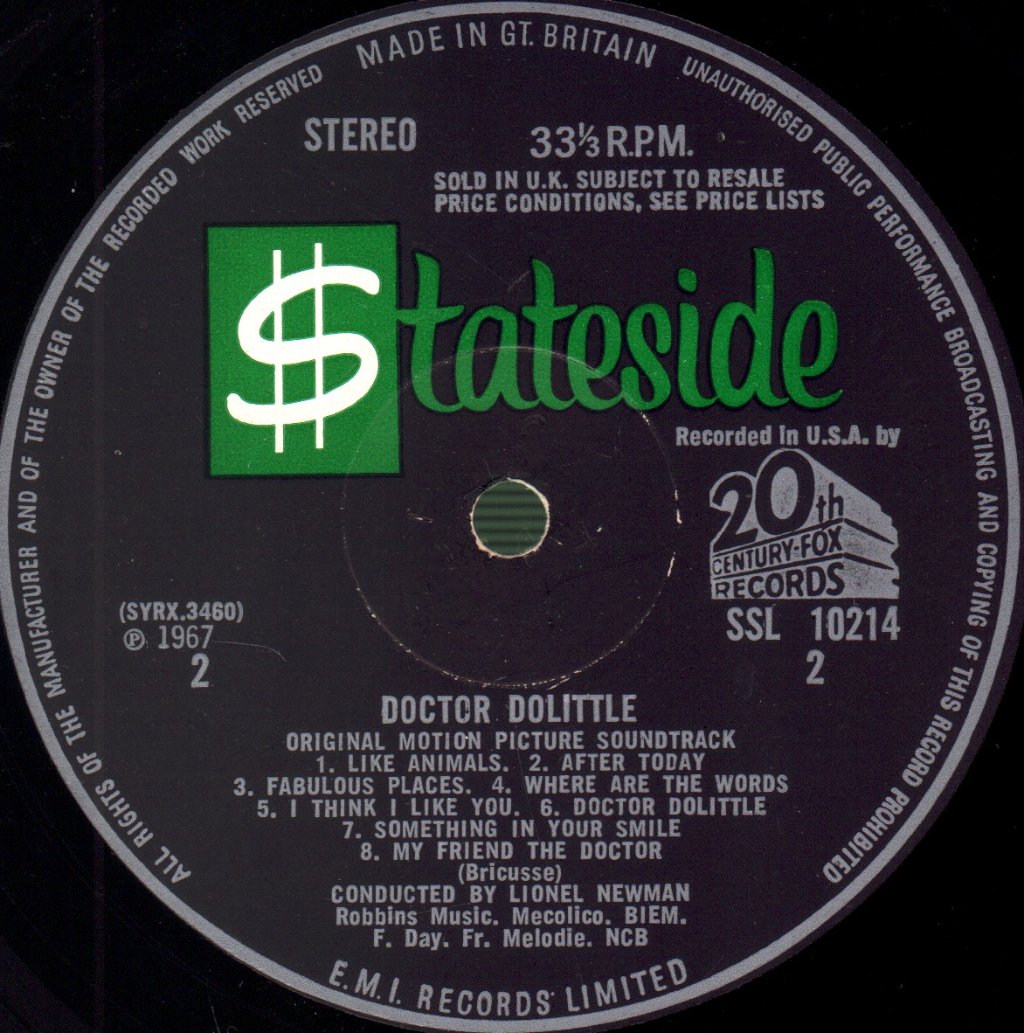 MADE IN GT. BRITAIN
UNAUTHORISED PUBLIC PERFORMANCE BROADCASTING AND COPYING OF THIS RECORD PROHIBITED
ALL RIGHTS OF THE MANUFACTURER AND OF THE OWNER OF THE RECORDED WORK RESERVED
STEREO 33⅓ R.P.M.
SOLD IN U.K. SUBJECT TO RESALE
PRICE CONDITIONS, SEE PRICE LISTS
$tateside
Recorded in U.S.A. by
20th
CENTURY-FOX
RECORDS
(SYRX.3460)
℗ 1967
2
SSL 10214
2
DOCTOR DOLITTLE
ORIGINAL MOTION PICTURE SOUNDTRACK
1. LIKE ANIMALS. 2. AFTER TODAY
3. FABULOUS PLACES. 4. WHERE ARE THE WORDS
5. I THINK I LIKE YOU. 6. DOCTOR DOLITTLE
7. SOMETHING IN YOUR SMILE
8. MY FRIEND THE DOCTOR
(Bricusse)
CONDUCTED BY LIONEL NEWMAN
Robbins Music. Mecolico. BIEM.
F. Day. Fr. Melodie. NCB
E.M.I. RECORDS LIMITED